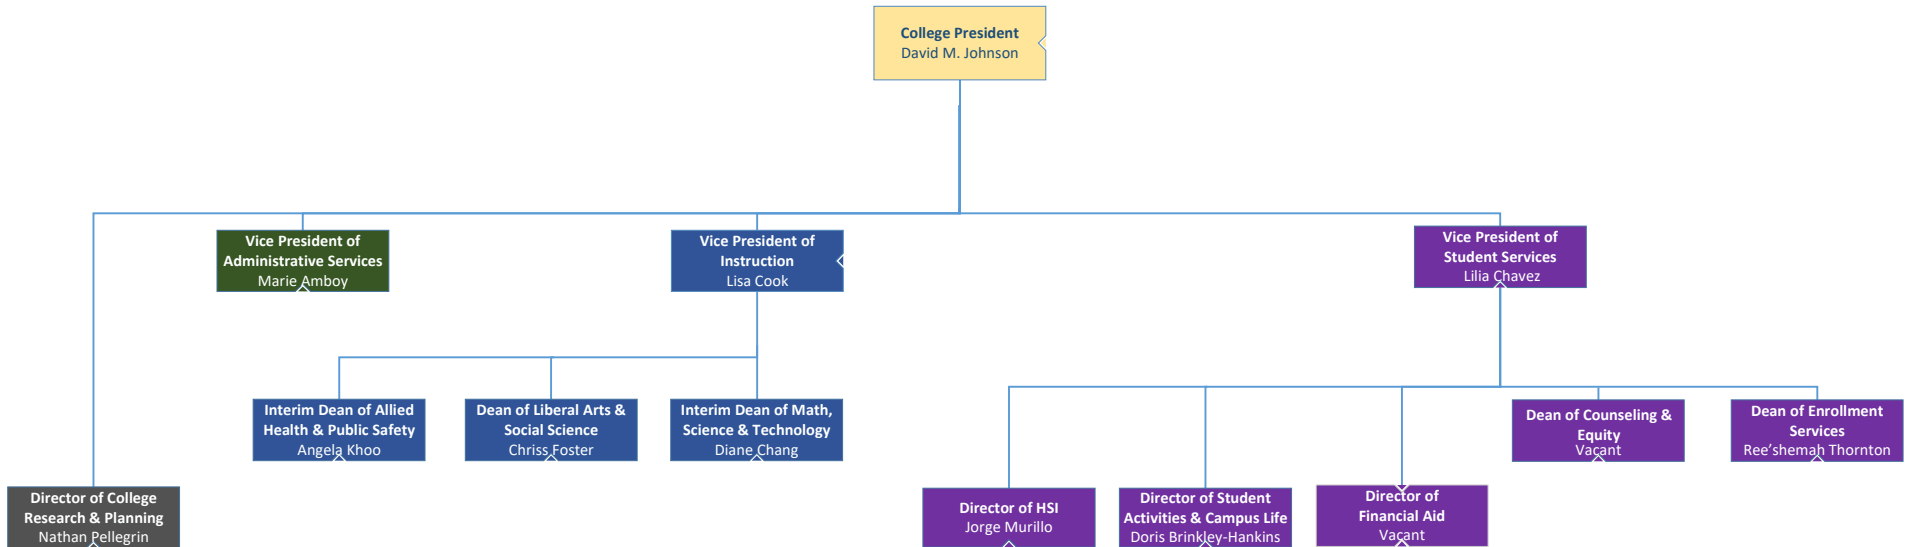 College President
David M. Johnson
Vice President of
Administrative Services
Marie Amboy
Vice President of
Instruction
Lisa Cook
Vice President of
Student Services
Lilia Chavez
Interim Dean of Allied
Health & Public Safety
Angela Khoo
Dean of Liberal Arts &
Social Science
Chriss Foster
Interim Dean of Math,
Science & Technology
Diane Chang
Dean of Counseling &
Equity
Vacant
Dean of Enrollment
Services
Ree’shemah Thornton
Director of College
Research & Planning
Nathan Pellegrin
Director of HSI
Jorge Murillo
Director of Student
Activities & Campus Life
Doris Brinkley-Hankins
Director of
Financial Aid
Vacant